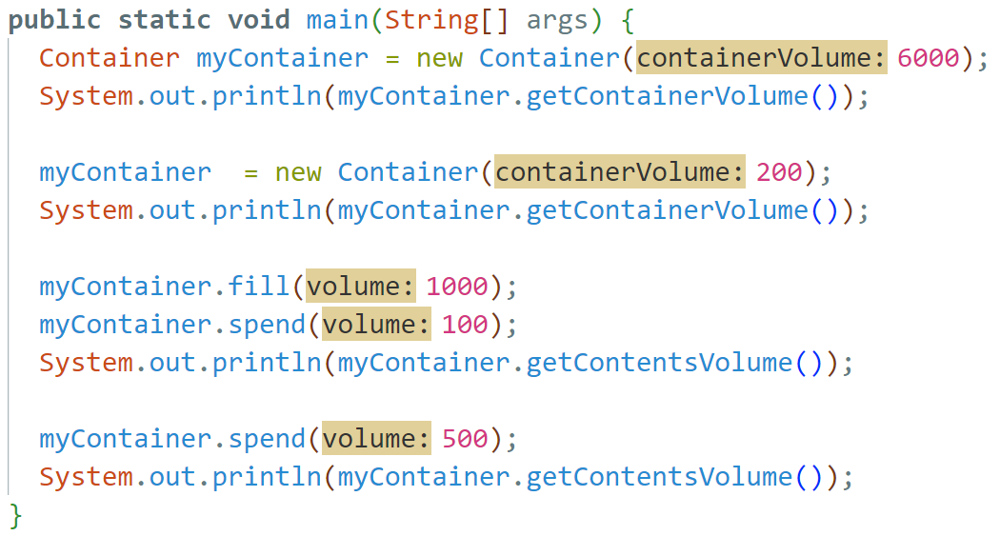 public static void main(String[] args) {
Container myContainer = new Container(containerVolume: 6000);
System.out.println(myContainer.getContainerVolume());
myContainer  = new Container(containerVolume: 200);
System.out.println(myContainer.getContainerVolume());
myContainer.fill(volume: 1000);
myContainer.spend(volume: 100);
System.out.println(myContainer.getContentsVolume());
myContainer.spend(volume: 500);
System.out.println(myContainer.getContentsVolume());
}